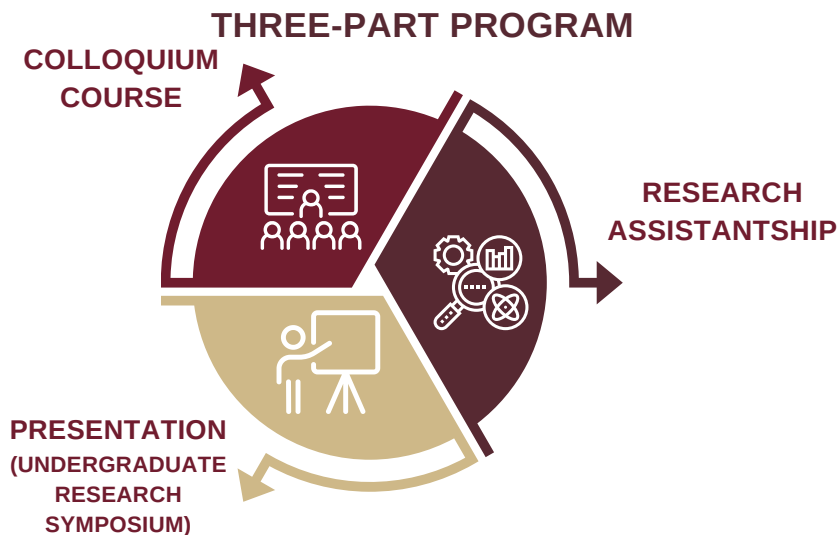 THREE-PART PROGRAM
COLLOQUIUM
COURSE
RESEARCH
ASSISTANTSHIP
PRESENTATION
(UNDERGRADUATE
RESEARCH
SYMPOSIUM)